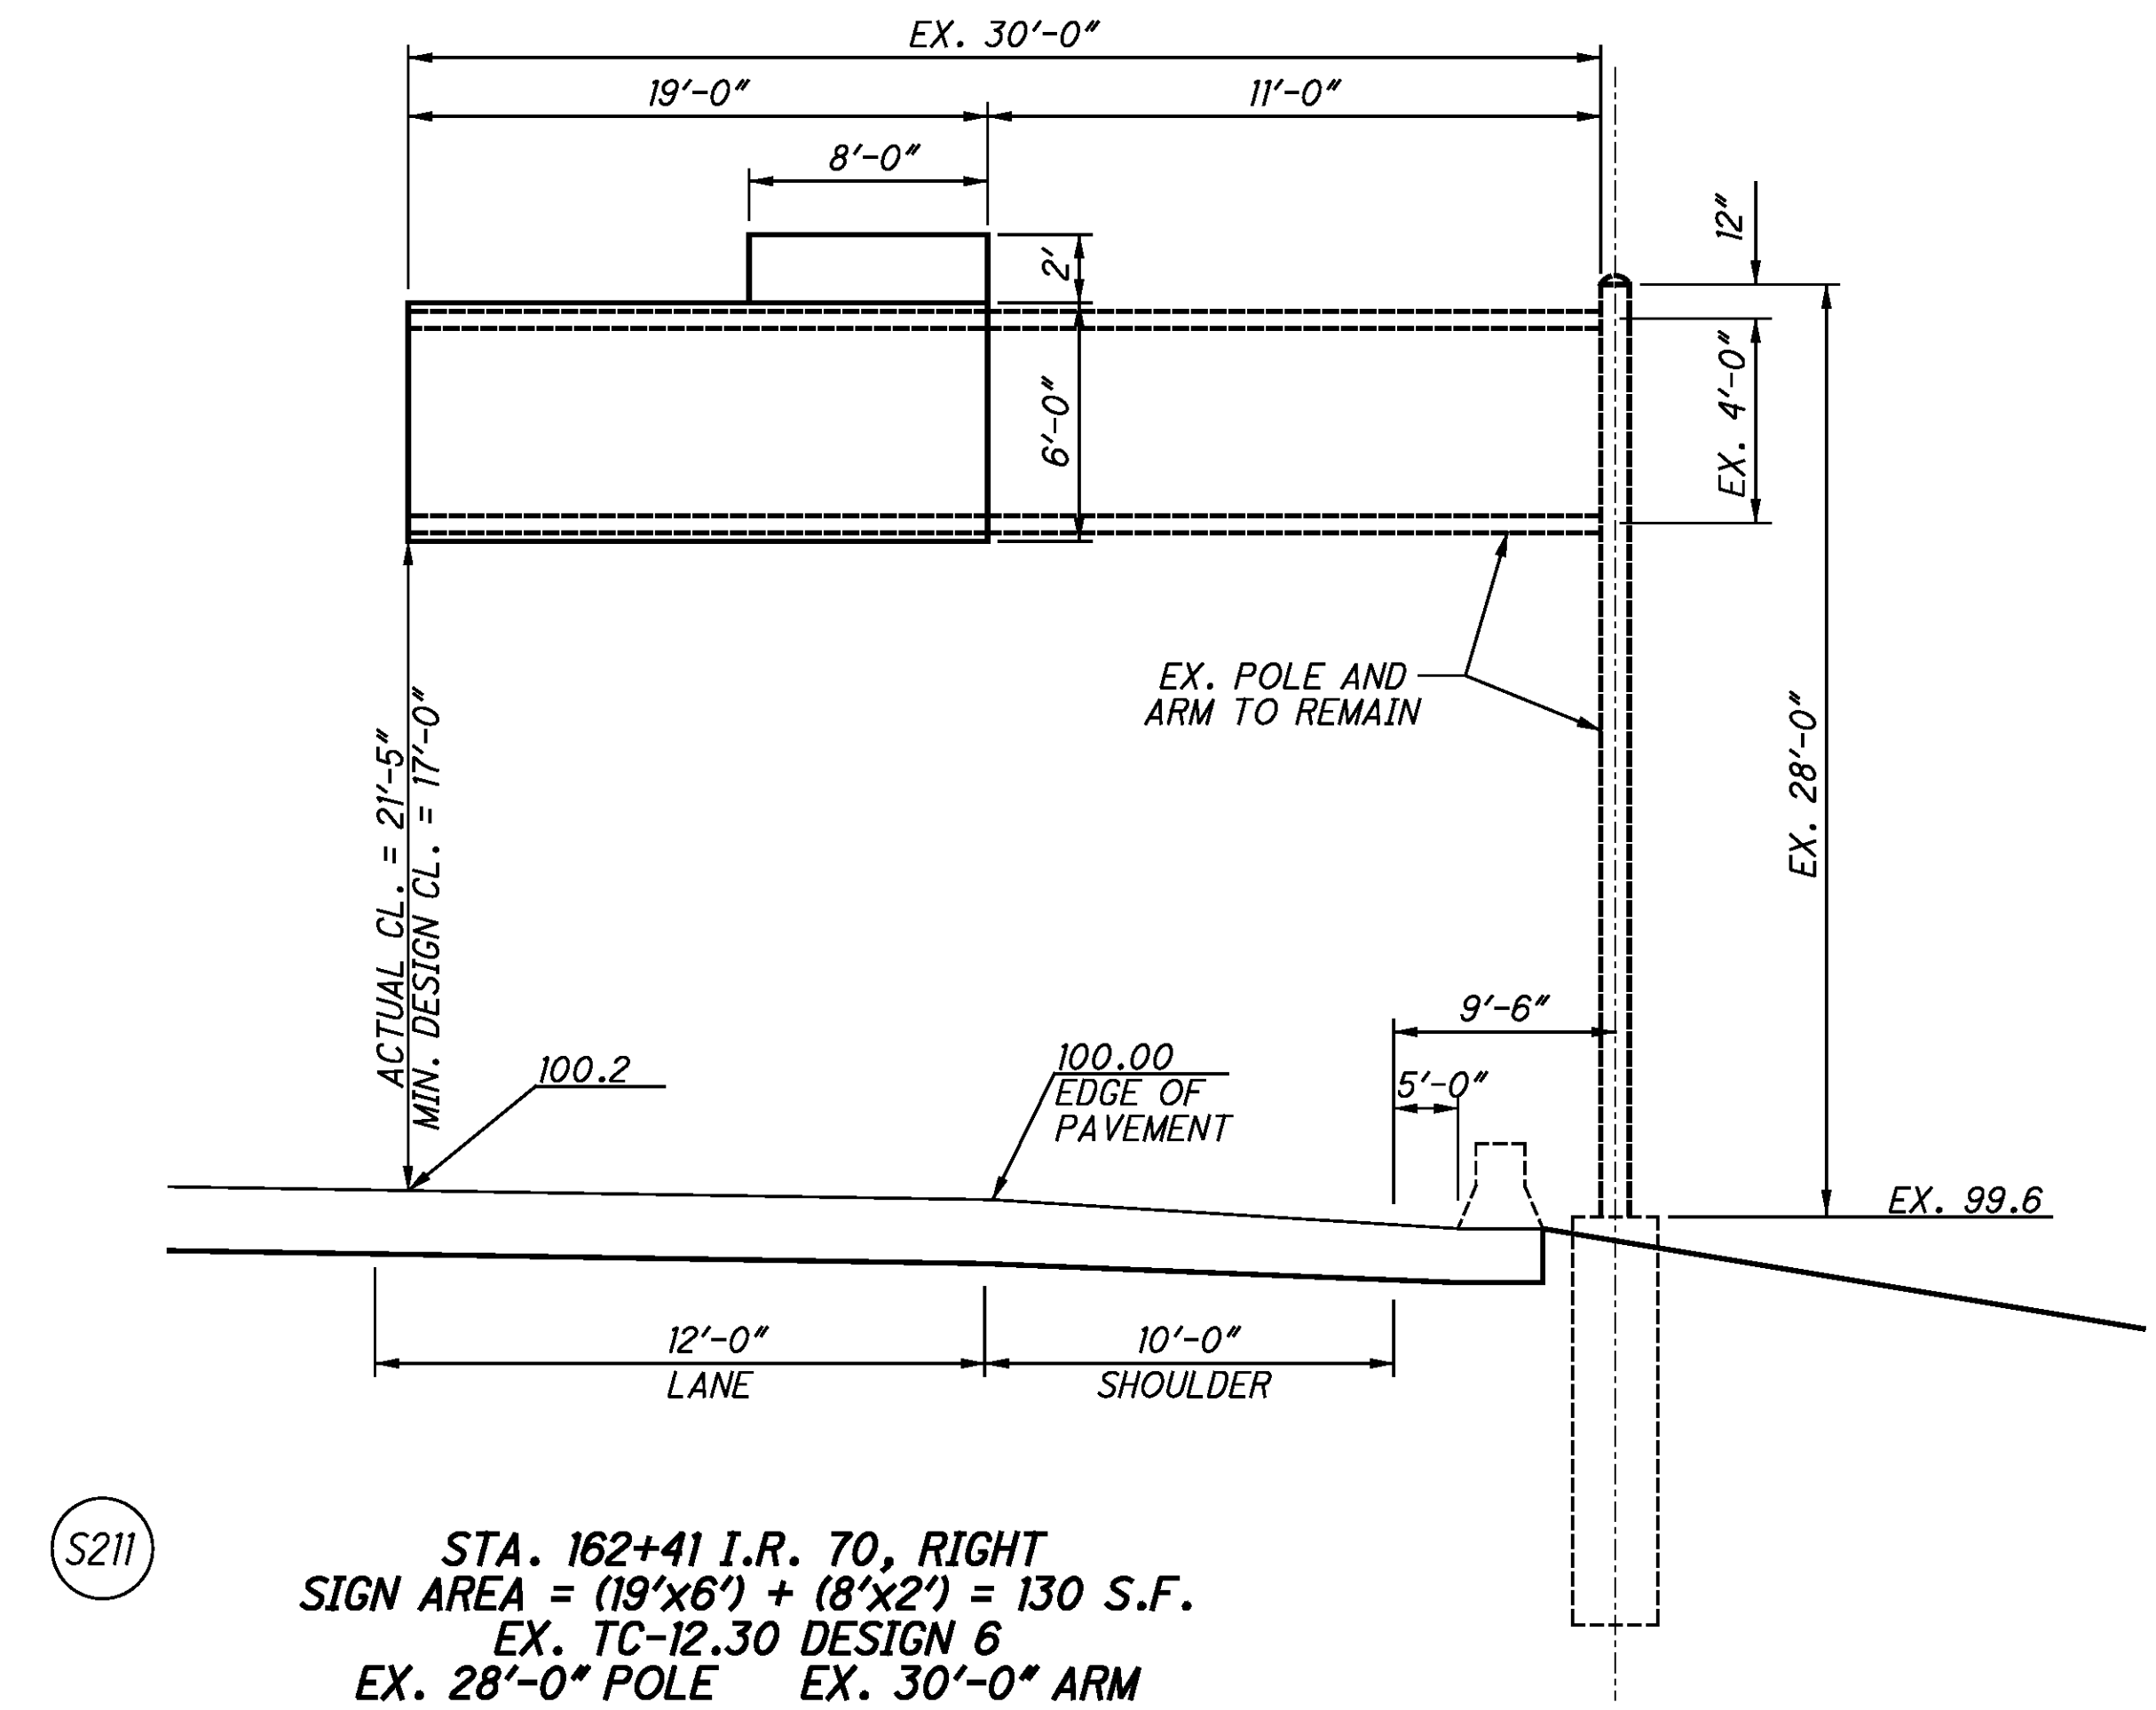 EX. 30'-0"
19'-0"
11'-0"
8'-0"
12"
2'
EX. 4'-0"
6'-0"
EX. POLE AND
ARM TO REMAIN
EX. 28'-0"
ACTUAL CL. = 21'-5"
MIN. DESIGN CL. = 17'-0"
9'-6"
100.2
100.00
EDGE OF
PAVEMENT
5'-0"
EX. 99.6
12'-0"
LANE
10'-0"
SHOULDER
S211
STA. 162+41 I.R. 70, RIGHT
SIGN AREA = (19'x6') + (8'x2') = 130 S.F.
EX. TC-12.30 DESIGN 6
EX. 28'-0" POLE EX. 30'-0" ARM